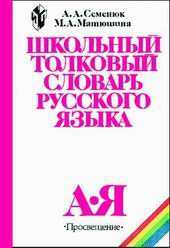 А.А.Семенюк
М.А.Матюшина
ШКОЛЬНЫЙ
ТОЛКОВЫЙ
СЛОВАРЬ
РУССКОГО
ЯЗЫКА
А-Я
•Просвещение•